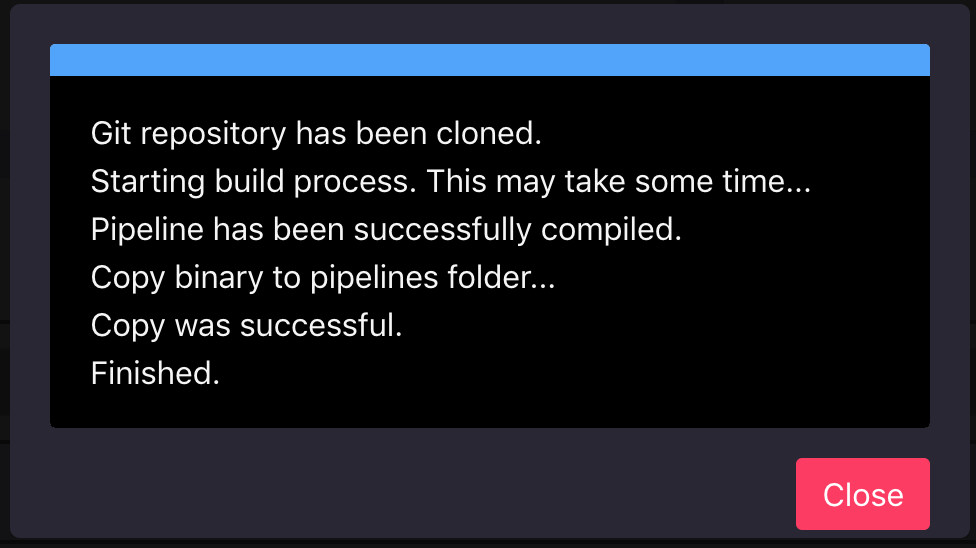 Git repository has been cloned.
Starting build process. This may take some time...
Pipeline has been successfully compiled.
Copy binary to pipelines folder...
Copy was successful.
Finished.
Close